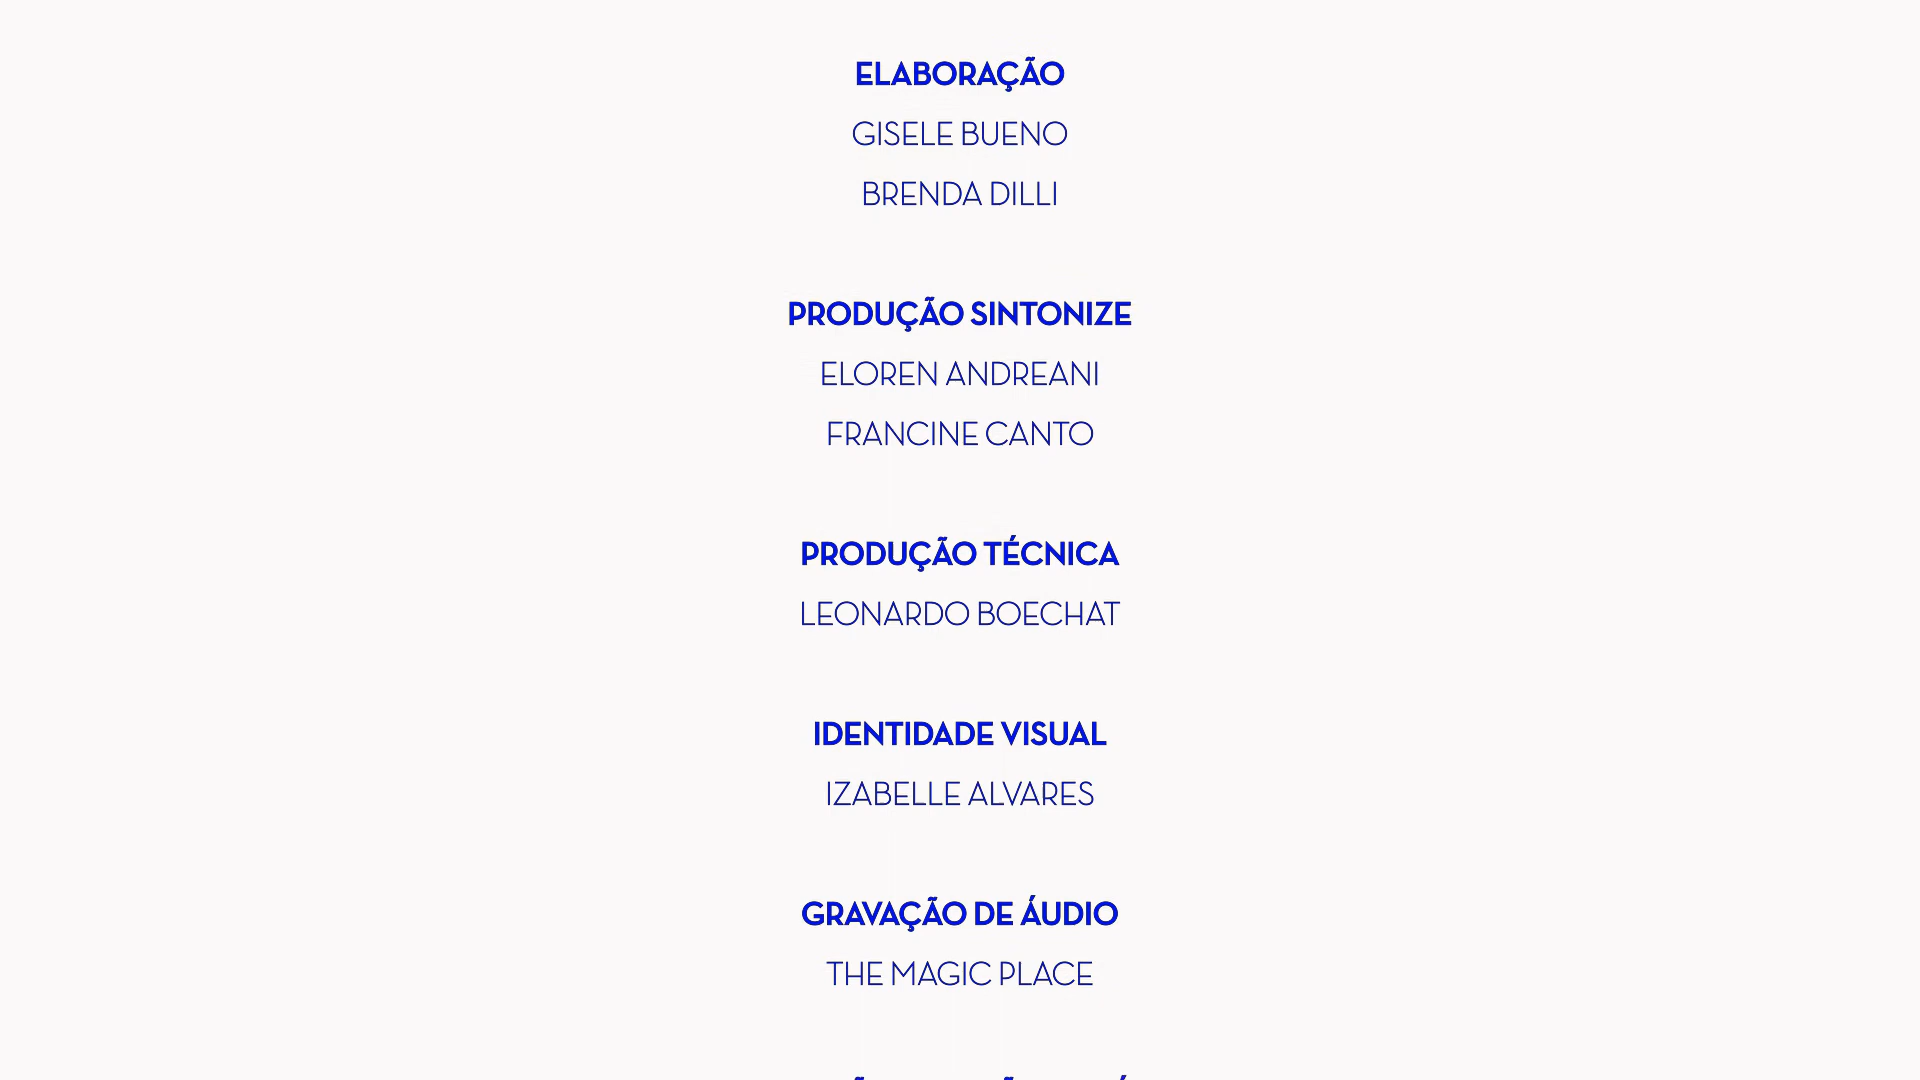 ELABORAÇÃO
GISELE BUENO
BRENDA DILLI
PRODUÇÃO SINTONIZE
ELOREN ANDREANI
FRANCINE CANTO
PRODUÇÃO TÉCNICA
LEONARDO BOECHAT
IDENTIDADE VISUAL
IZABELLE ALVARES
GRAVAÇÃO DE ÁUDIO
THE MAGIC PLACE